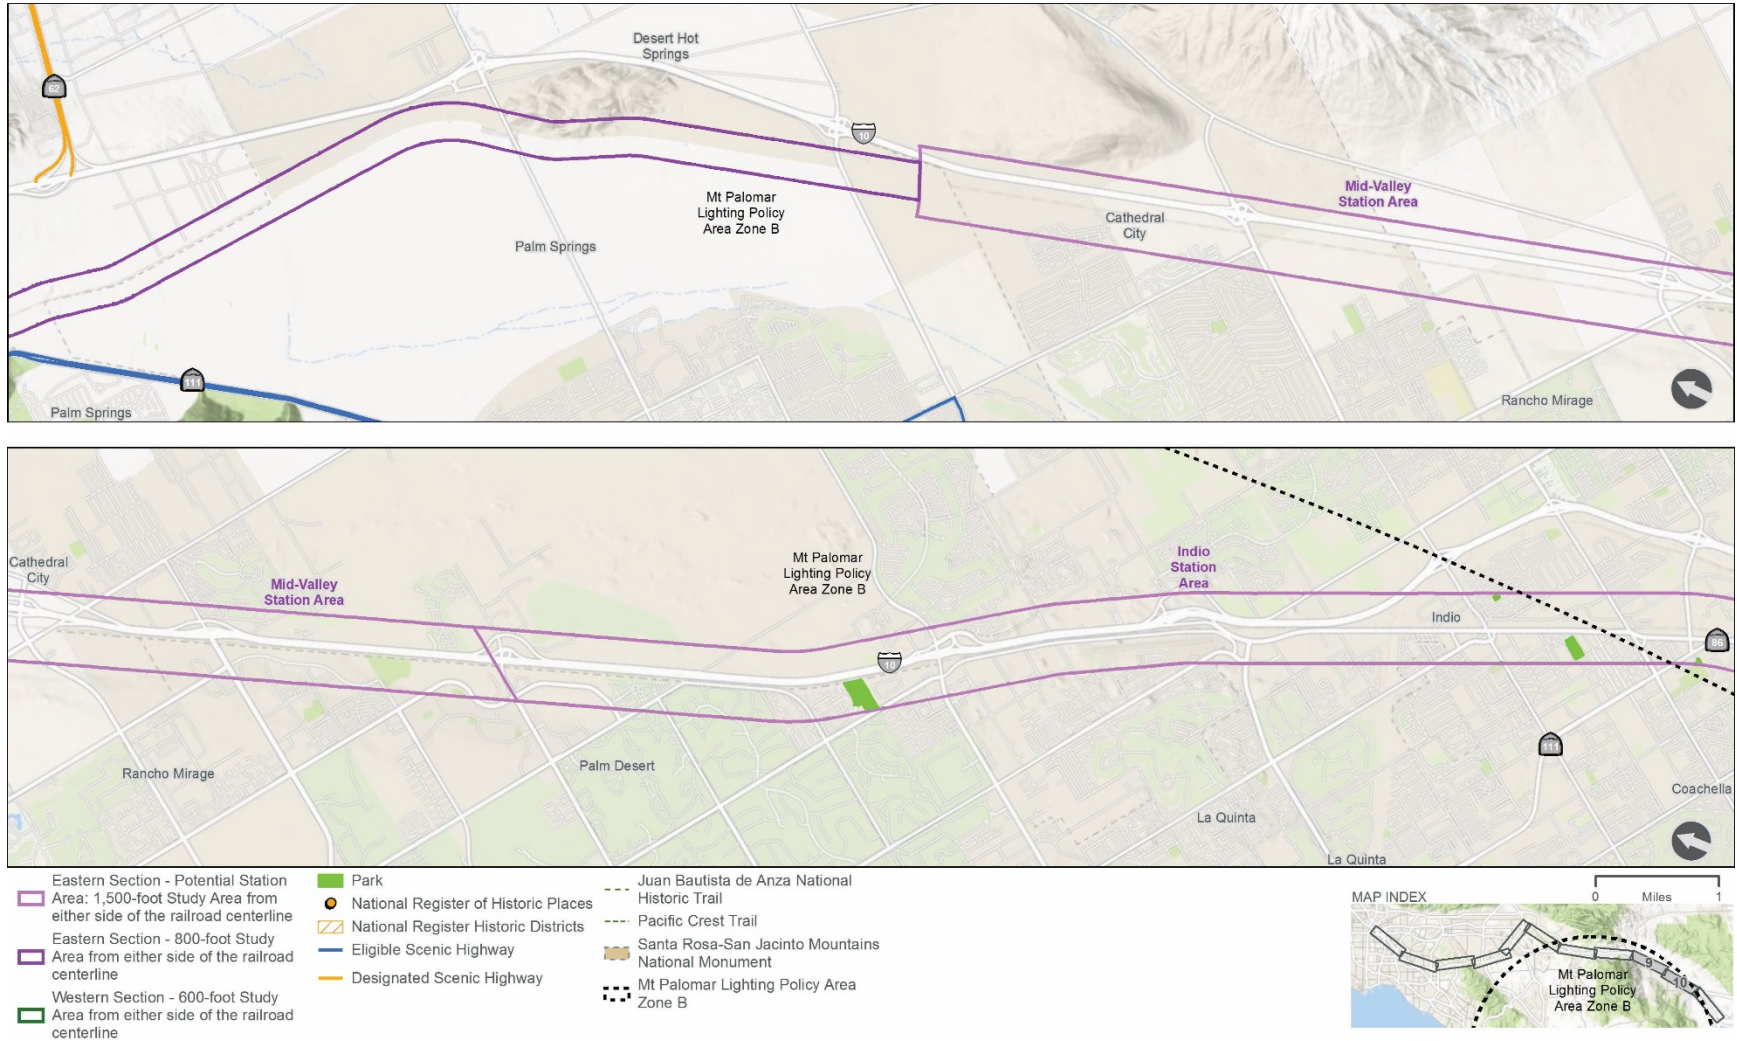 62
Desert Hot
Springs
10
Mid-Valley
Station Area
Mt Palomar
Lighting Policy
Area Zone B
Cathedral
City
Palm Springs
111
Palm Springs
Rancho Mirage
Cathedral
City
Mid-Valley
Station Area
Mt Palomar
Lighting Policy
Area Zone B
Indio
Station
Area
Indio
86
10
111
Rancho Mirage
Palm Desert
Coachella
La Quinta
La Quinta
Eastern Section - Potential Station
Area: 1,500-foot Study Area from
either side of the railroad centerline
Eastern Section - 800-foot Study
Area from either side of the railroad
centerline
Western Section - 600-foot Study
Area from either side of the railroad
centerline
Park
National Register of Historic Places
National Register Historic Districts
Eligible Scenic Highway
Designated Scenic Highway
Juan Bautista de Anza National
Historic Trail
Pacific Crest Trail
Santa Rosa-San Jacinto Mountains
National Monument
Mt Palomar Lighting Policy Area
Zone B
MAP INDEX
0 Miles 1
9
10
Mt Palomar
Lighting Policy
Area Zone B